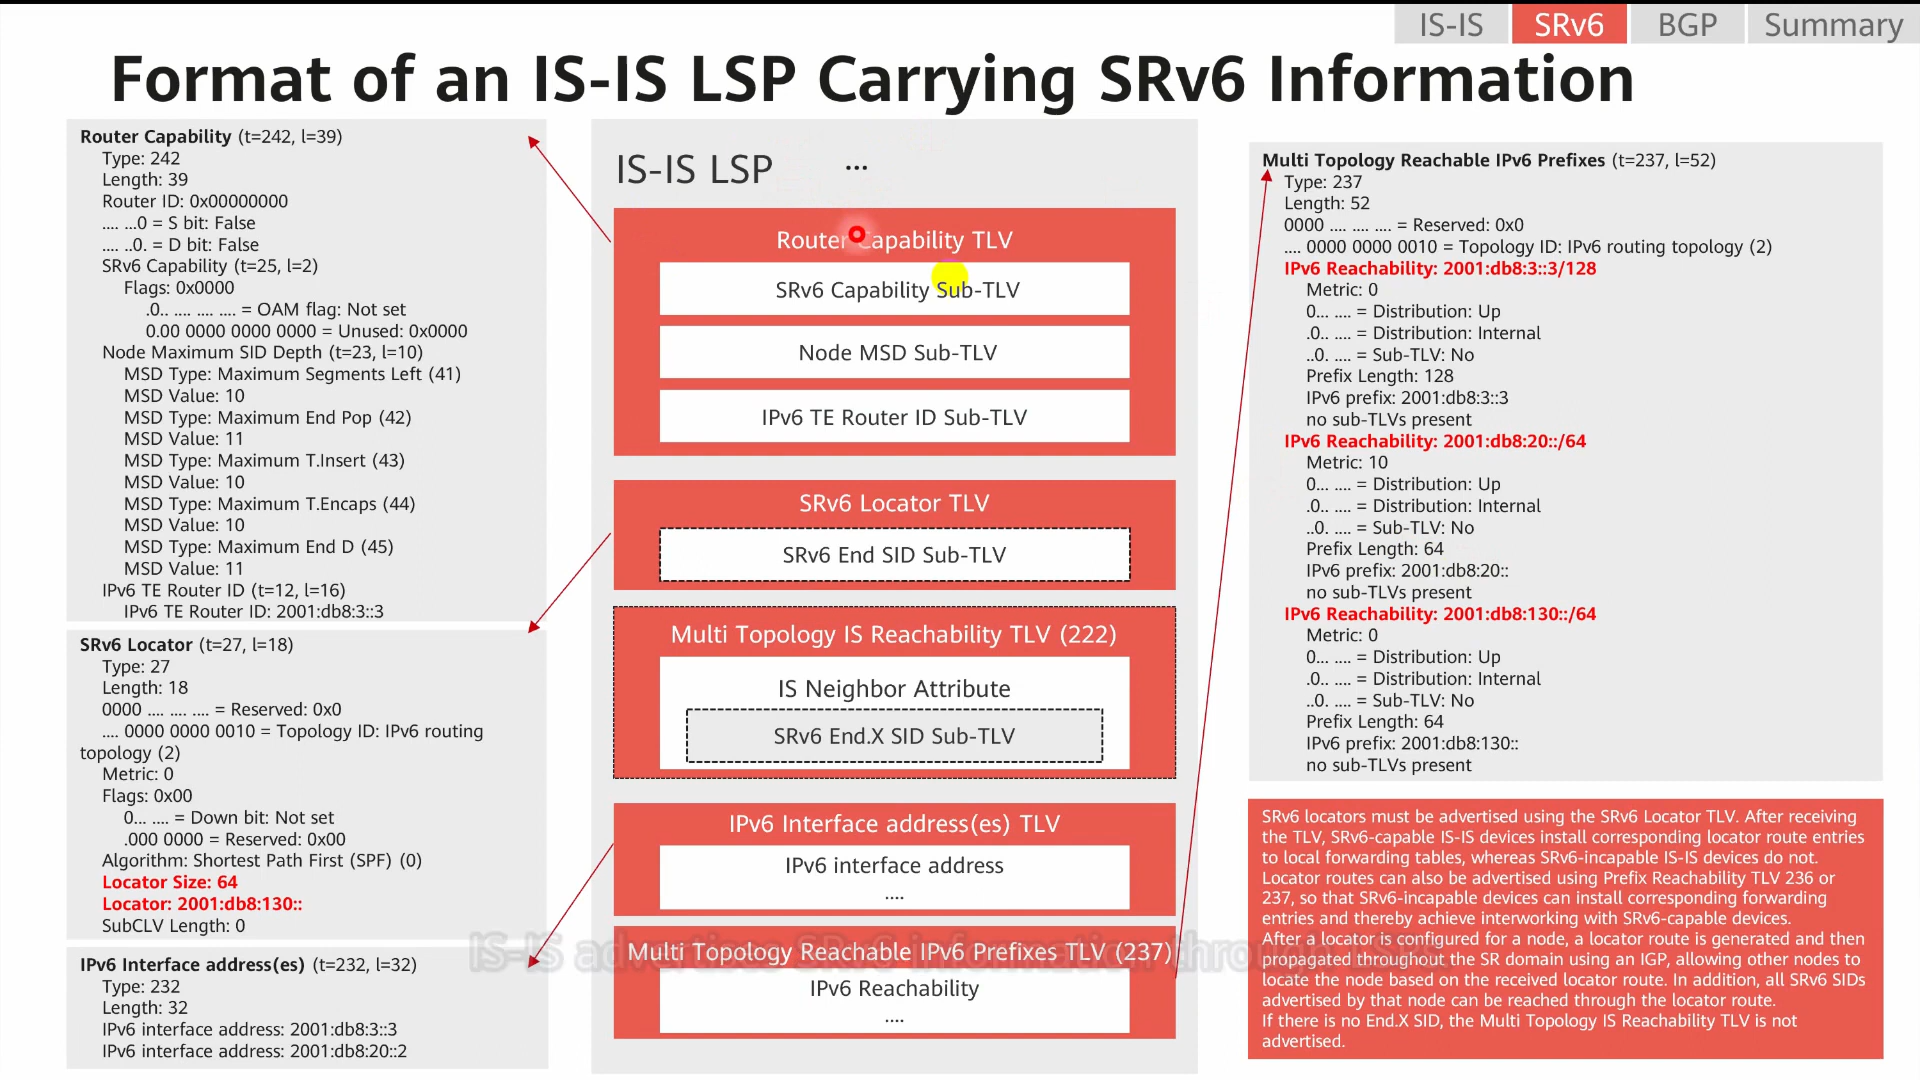 IS-IS
SRv6
BGP
Summary
Format of an IS-IS LSP Carrying SRv6 Information
Router Capability (t=242, l=39)
Type: 242
Length: 39
Router ID: 0x00000000
.... ...0 = S bit: False
.... ..0. = D bit: False
SRv6 Capability (t=25, l=2)
Flags: 0x0000
.0.. .... .... .... = OAM flag: Not set
0.00 0000 0000 0000 = Unused: 0x0000
Node Maximum SID Depth (t=23, l=10)
MSD Type: Maximum Segments Left (41)
MSD Value: 10
MSD Type: Maximum End Pop (42)
MSD Value: 11
MSD Type: Maximum T.Insert (43)
MSD Value: 10
MSD Type: Maximum T.Encaps (44)
MSD Value: 10
MSD Type: Maximum End D (45)
MSD Value: 11
IPv6 TE Router ID (t=12, l=16)
IPv6 TE Router ID: 2001:db8:3::3
SRv6 Locator (t=27, l=18)
Type: 27
Length: 18
0000 .... .... .... = Reserved: 0x0
.... 0000 0000 0010 = Topology ID: IPv6 routing
topology (2)
Metric: 0
Flags: 0x00
0... .... = Down bit: Not set
.000 0000 = Reserved: 0x00
Algorithm: Shortest Path First (SPF) (0)
Locator Size: 64
Locator: 2001:db8:130::
SubCLV Length: 0
IPv6 Interface address(es) (t=232, l=32)
Type: 232
Length: 32
IPv6 interface address: 2001:db8:3::3
IPv6 interface address: 2001:db8:20::2
IS-IS LSP ...
Router Capability TLV
SRv6 Capability Sub-TLV
Node MSD Sub-TLV
IPv6 TE Router ID Sub-TLV
SRv6 Locator TLV
SRv6 End SID Sub-TLV
Multi Topology IS Reachability TLV (222)
IS Neighbor Attribute
SRv6 End.X SID Sub-TLV
IPv6 Interface address(es) TLV
IPv6 interface address
....
Multi Topology Reachable IPv6 Prefixes TLV (237)
IPv6 Reachability
....
IS-IS advertises SRv6 information through LSPs.
Multi Topology Reachable IPv6 Prefixes (t=237, l=52)
Type: 237
Length: 52
0000 .... .... .... = Reserved: 0x0
.... 0000 0000 0010 = Topology ID: IPv6 routing topology (2)
IPv6 Reachability: 2001:db8:3::3/128
Metric: 0
0... .... = Distribution: Up
.0.. .... = Distribution: Internal
..0. .... = Sub-TLV: No
Prefix Length: 128
IPv6 prefix: 2001:db8:3::3
no sub-TLVs present
IPv6 Reachability: 2001:db8:20::/64
Metric: 10
0... .... = Distribution: Up
.0.. .... = Distribution: Internal
..0. .... = Sub-TLV: No
Prefix Length: 64
IPv6 prefix: 2001:db8:20::
no sub-TLVs present
IPv6 Reachability: 2001:db8:130::/64
Metric: 0
0... .... = Distribution: Up
.0.. .... = Distribution: Internal
..0. .... = Sub-TLV: No
Prefix Length: 64
IPv6 prefix: 2001:db8:130::
no sub-TLVs present
SRv6 locators must be advertised using the SRv6 Locator TLV. After receiving
the TLV, SRv6-capable IS-IS devices install corresponding locator route entries
to local forwarding tables, whereas SRv6-incapable IS-IS devices do not.
Locator routes can also be advertised using Prefix Reachability TLV 236 or
237, so that SRv6-incapable devices can install corresponding forwarding
entries and thereby achieve interworking with SRv6-capable devices.
After a locator is configured for a node, a locator route is generated and then
propagated throughout the SR domain using an IGP, allowing other nodes to
locate the node based on the received locator route. In addition, all SRv6 SIDs
advertised by that node can be reached through the locator route.
If there is no End.X SID, the Multi Topology IS Reachability TLV is not
advertised.